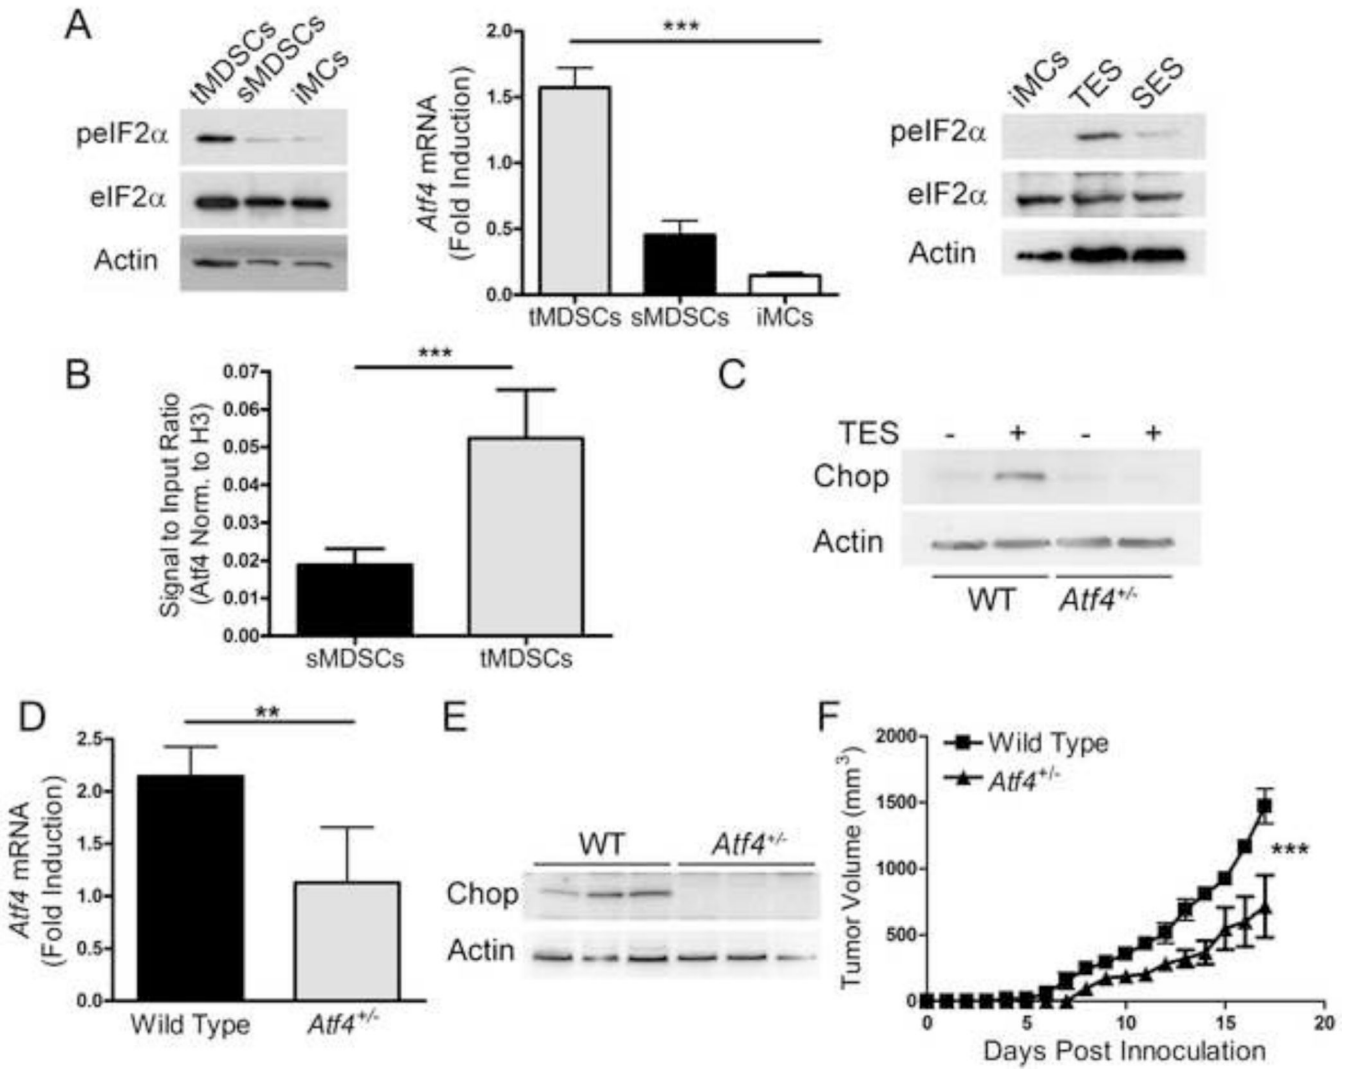 A
tMDSCs
sMDSCs
iMCs
peIF2α
eIF2α
Actin
***
2.0
1.5
1.0
0.5
0.0
Atf4 mRNA
(Fold Induction)
tMDSCs sMDSCs iMCs
iMCs
TES
SES
peIF2α
eIF2α
Actin
B
***
0.07
0.06
0.05
0.04
0.03
0.02
0.01
0.00
Signal to Input Ratio
(Atf4 Norm. to H3)
sMDSCs tMDSCs
C
TES - + - +
Chop
Actin
WT Atf4+/-
D
**
2.5
2.0
1.5
1.0
0.5
0.0
Atf4 mRNA
(Fold Induction)
Wild Type Atf4+/-
E
WT Atf4+/-
Chop
Actin
F
Wild Type
Atf4+/-
2000
1500
1000
500
0
Tumor Volume (mm3)
***
0 5 10 15 20
Days Post Innoculation